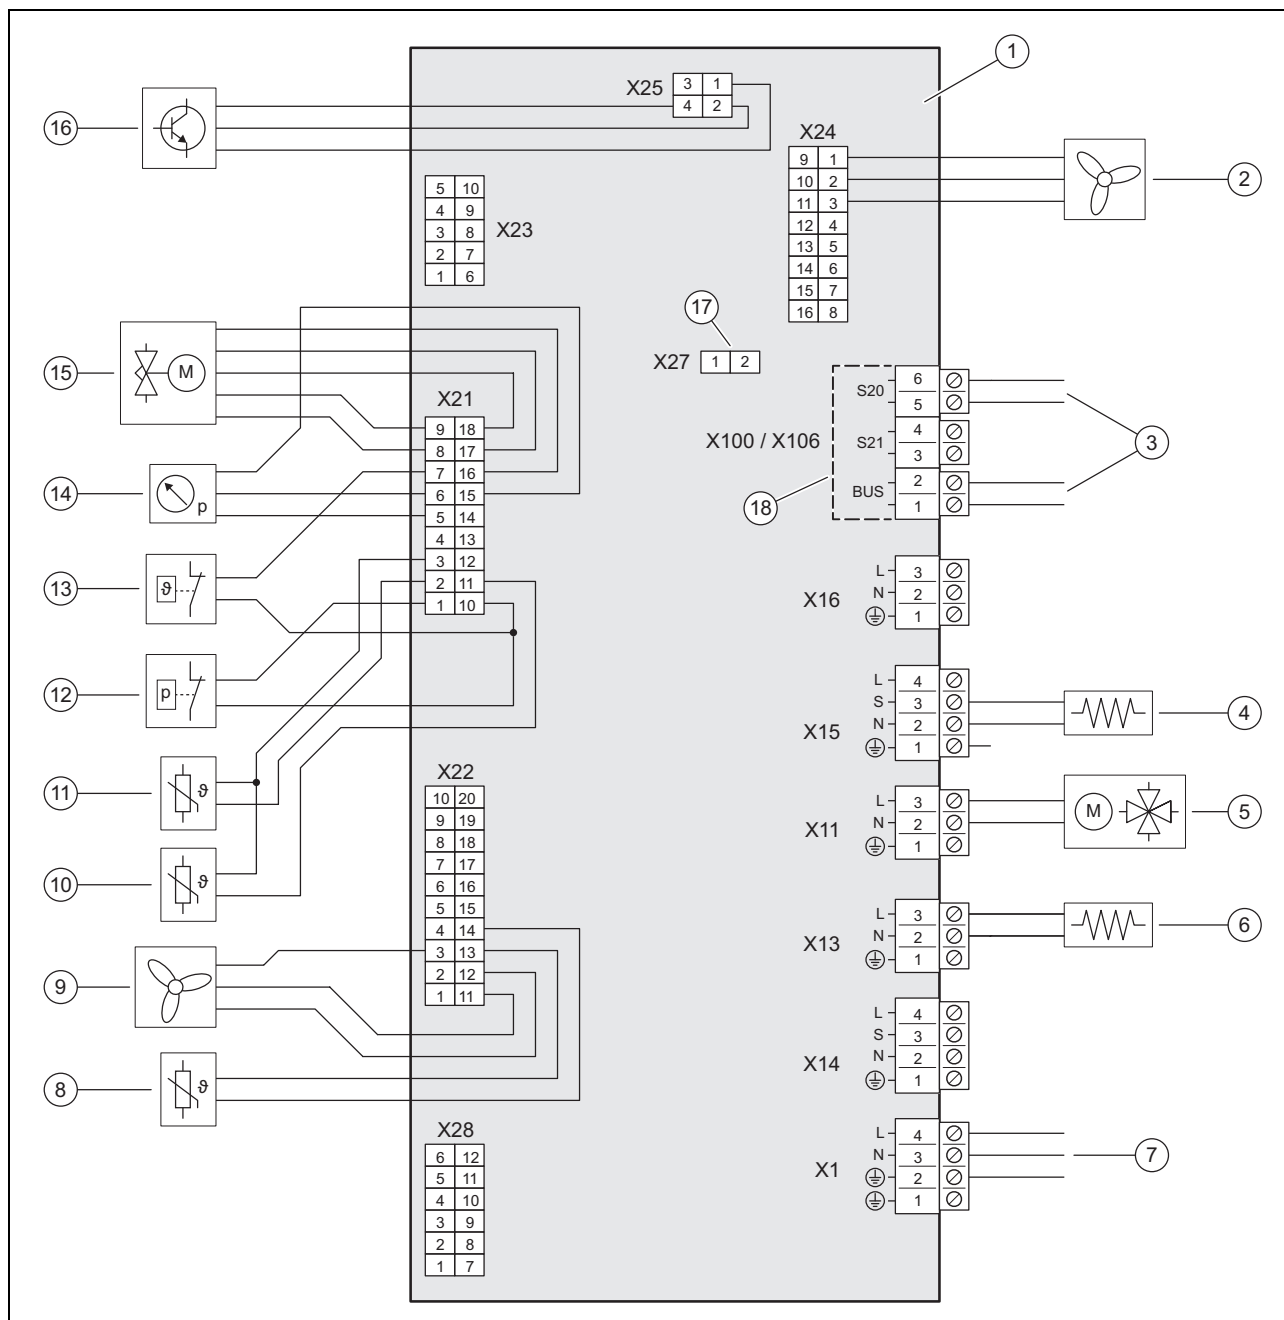 1
X25
3 1
4 2
16
X24
9 1
10 2
11 3
12 4
13 5
14 6
15 7
16 8
2
5 10
4 9
3 8
2 7
1 6
X23
17
X27 1 2
15
M
X21
9 18
8 17
7 16
6 15
5 14
4 13
3 12
2 11
1 10
X100 / X106
S20
6
5
S21
4
3
BUS
2
1
3
18
14
p
13
ϑ
X16
L 3
N 2
1
12
p
X15
L 4
S 3
N 2
1
4
11
ϑ
X22
10 20
9 19
8 18
7 17
6 16
5 15
4 14
3 13
2 12
1 11
X11
L 3
N 2
1
M
5
10
ϑ
X13
L 3
N 2
1
6
9
X14
L 4
S 3
N 2
1
8
ϑ
X28
6 12
5 11
4 10
3 9
2 8
1 7
X1
L 4
N 3
2
1
7